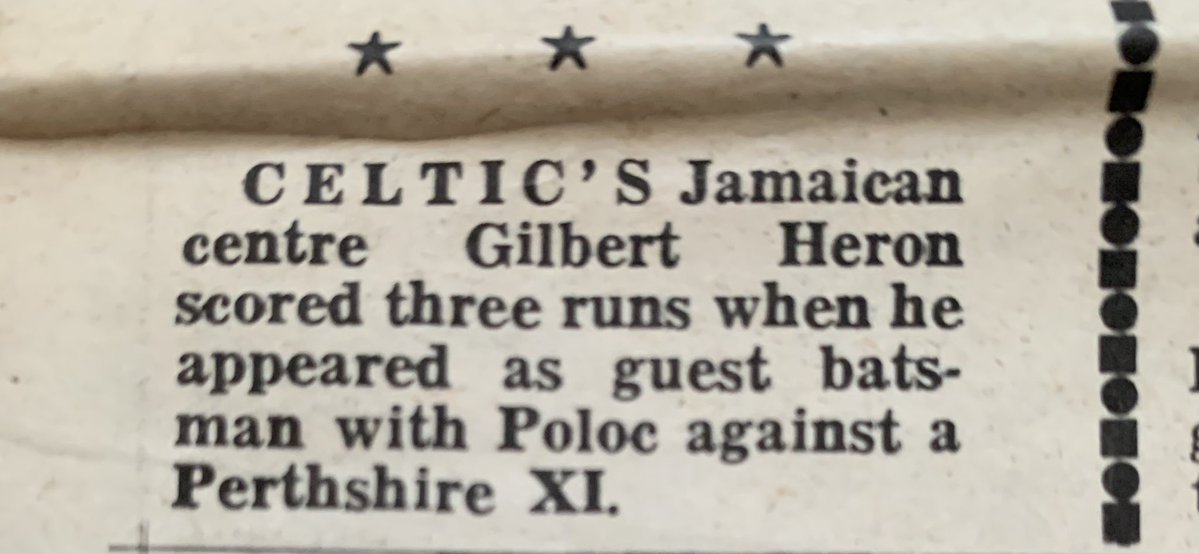 CELTIC'S Jamaican
centre Gilbert Heron
scored three runs when he
appeared as guest bats-
man with Poloc against a
Perthshire XI.